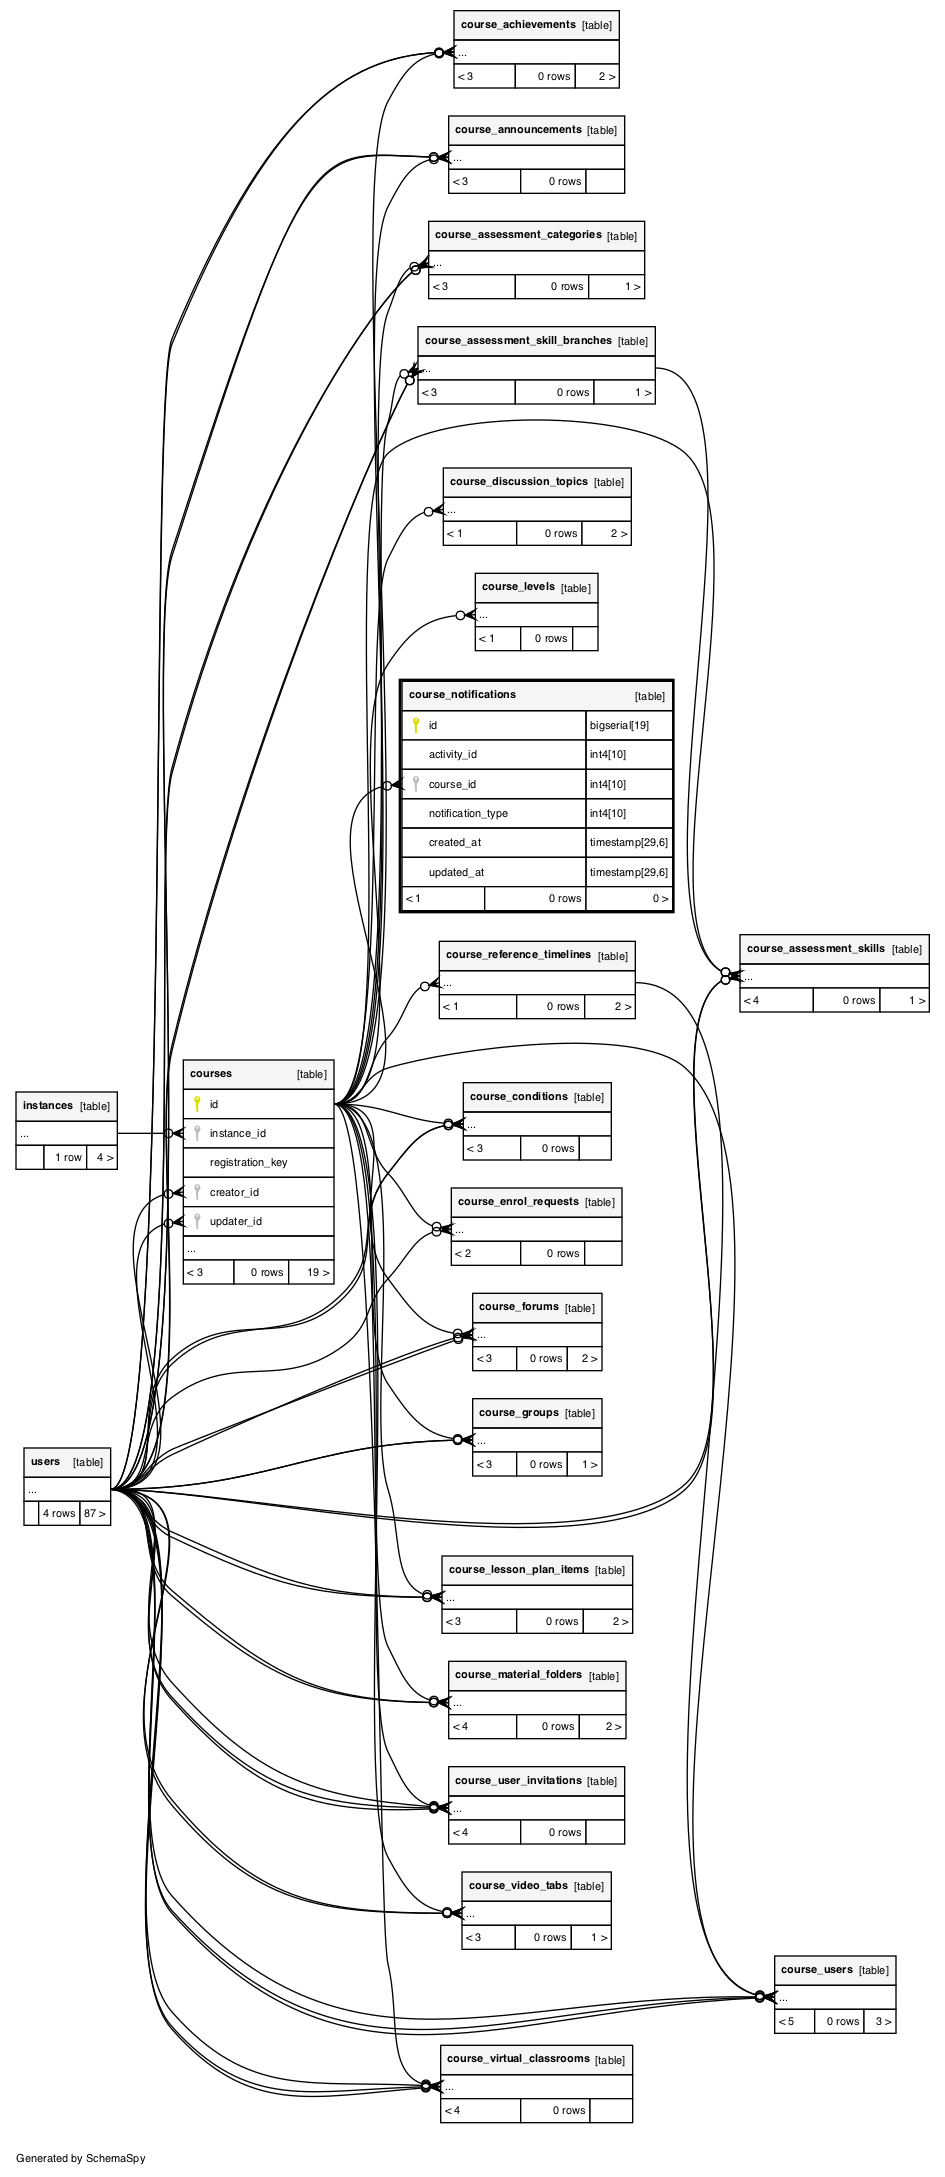 course_achievements [table]
...
< 3 0 rows 2 >
course_announcements [table]
...
< 3 0 rows
course_assessment_categories [table]
...
< 3 0 rows 1 >
course_assessment_skill_branches [table]
...
< 3 0 rows 1 >
course_discussion_topics [table]
...
< 1 0 rows 2 >
course_levels [table]
...
< 1 0 rows
course_notifications [table]
id bigserial[19]
activity_id int4[10]
course_id int4[10]
notification_type int4[10]
created_at timestamp[29,6]
updated_at timestamp[29,6]
< 1 0 rows 0 >
course_assessment_skills [table]
...
< 4 0 rows 1 >
course_reference_timelines [table]
...
< 1 0 rows 2 >
courses [table]
id
instance_id
registration_key
creator_id
updater_id
...
< 3 0 rows 19 >
instances [table]
...
1 row 4 >
course_conditions [table]
...
< 3 0 rows
course_enrol_requests [table]
...
< 2 0 rows
course_forums [table]
...
< 3 0 rows 2 >
course_groups [table]
...
< 3 0 rows 1 >
users [table]
...
4 rows 87 >
course_lesson_plan_items [table]
...
< 3 0 rows 2 >
course_material_folders [table]
...
< 4 0 rows 2 >
course_user_invitations [table]
...
< 4 0 rows
course_video_tabs [table]
...
< 3 0 rows 1 >
course_users [table]
...
< 5 0 rows 3 >
course_virtual_classrooms [table]
...
< 4 0 rows
Generated by SchemaSpy